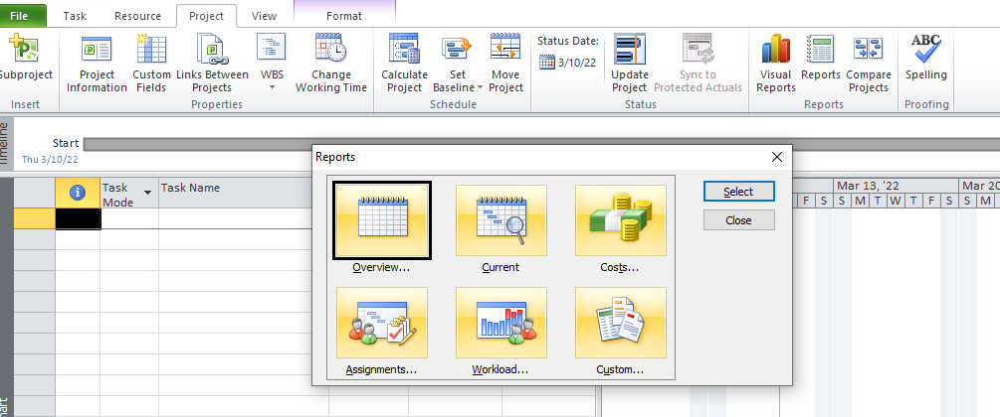 File Task Resource Project View Format
Subproject
Project Information
Custom Fields
Links Between Projects
WBS
Change Working Time
Calculate Project
Set Baseline
Move Project
Status Date:
3/10/22
Update Project
Sync to Protected Actuals
Visual Reports
Reports
Compare Projects
ABC
Spelling
Insert Properties Schedule Status Reports Proofing
Timeline
Start
Thu 3/10/22
Task Mode
Task Name
Mar 13, '22 Mar 20
F S S M T W T F S S M
Reports
Overview... Current Costs...
Assignments... Workload... Custom...
Select
Close